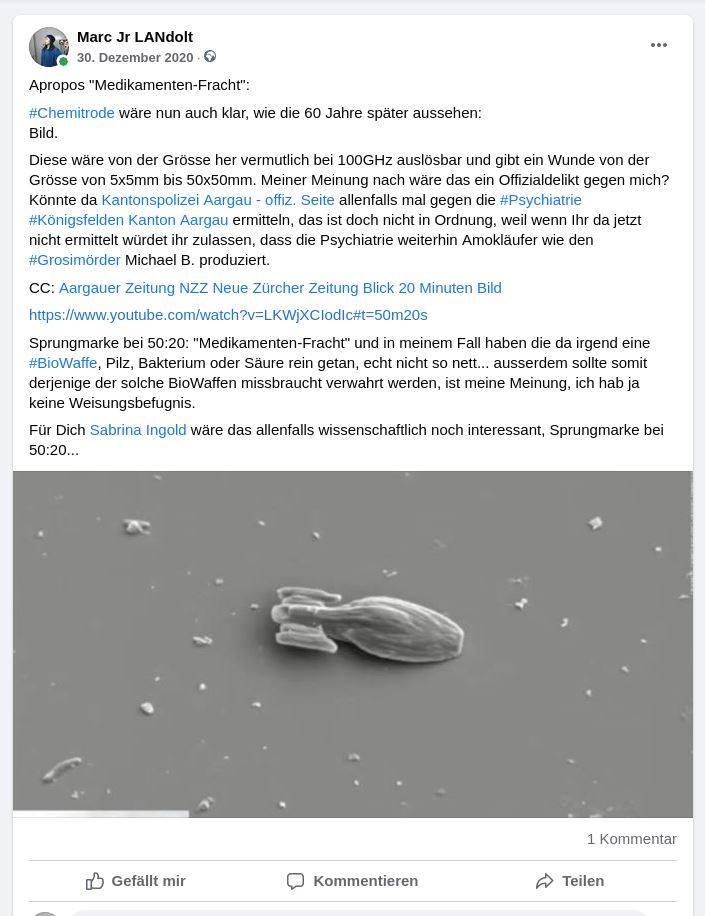 Marc Jr LANdolt
30. Dezember 2020 ·
Apropos "Medikamenten-Fracht":
#Chemitrode wäre nun auch klar, wie die 60 Jahre später aussehen:
Bild.
Diese wäre von der Grösse her vermutlich bei 100GHz auslösbar und gibt ein Wunde von der
Grösse von 5x5mm bis 50x50mm. Meiner Meinung nach wäre das ein Offizialdelikt gegen mich?
Könnte da Kantonspolizei Aargau - offiz. Seite allenfalls mal gegen die #Psychiatrie
#Königsfelden Kanton Aargau ermitteln, das ist doch nicht in Ordnung, weil wenn Ihr da jetzt
nicht ermittelt würdet ihr zulassen, dass die Psychiatrie weiterhin Amokläufer wie den
#Grosimörder Michael B. produziert.
CC: Aargauer Zeitung NZZ Neue Zürcher Zeitung Blick 20 Minuten Bild
https://www.youtube.com/watch?v=LKWjXCIodIc#t=50m20s
Sprungmarke bei 50:20: "Medikamenten-Fracht" und in meinem Fall haben die da irgend eine
#BioWaffe, Pilz, Bakterium oder Säure rein getan, echt nicht so nett... ausserdem sollte somit
derjenige der solche BioWaffen missbraucht verwahrt werden, ist meine Meinung, ich hab ja
keine Weisungsbefugnis.
Für Dich Sabrina Ingold wäre das allenfalls wissenschaftlich noch interessant, Sprungmarke bei
50:20...
1 Kommentar
Gefällt mir
Kommentieren
Teilen